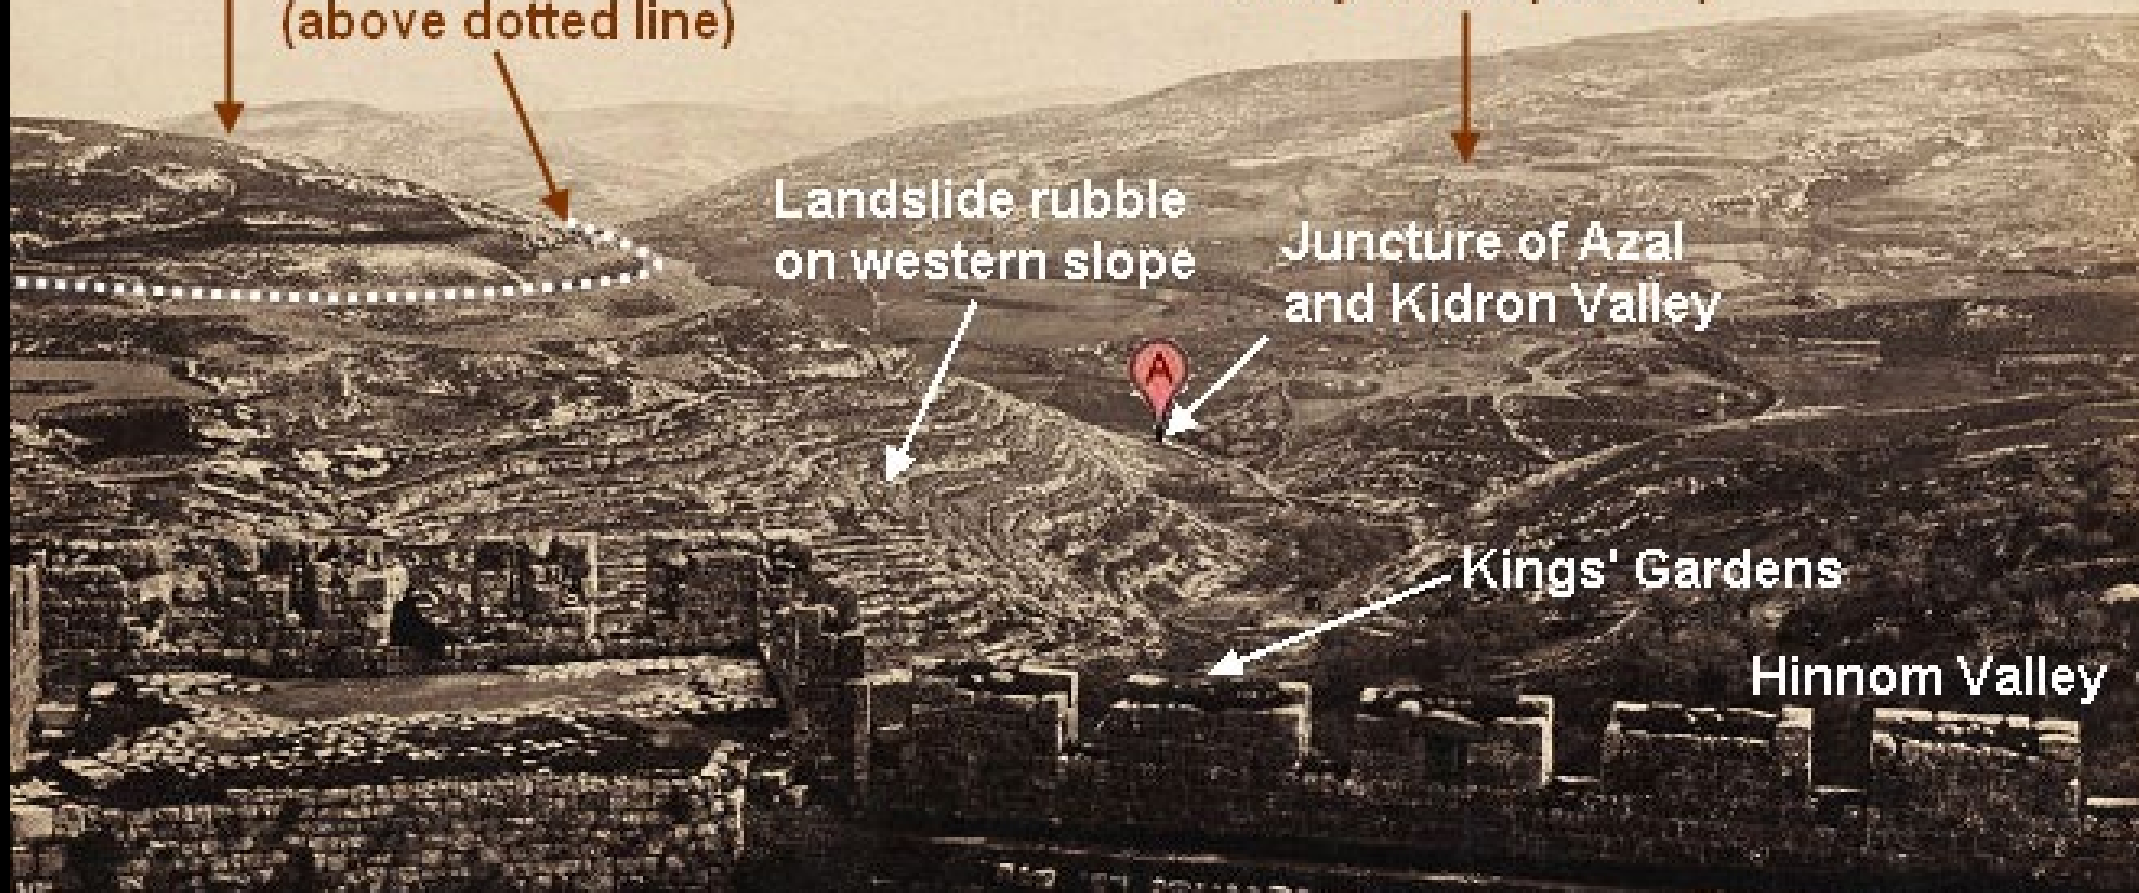 (above dotted line)
Landslide rubble
on western slope
Juncture of Azal
and Kidron Valley
A
Kings' Gardens
Hinnom Valley